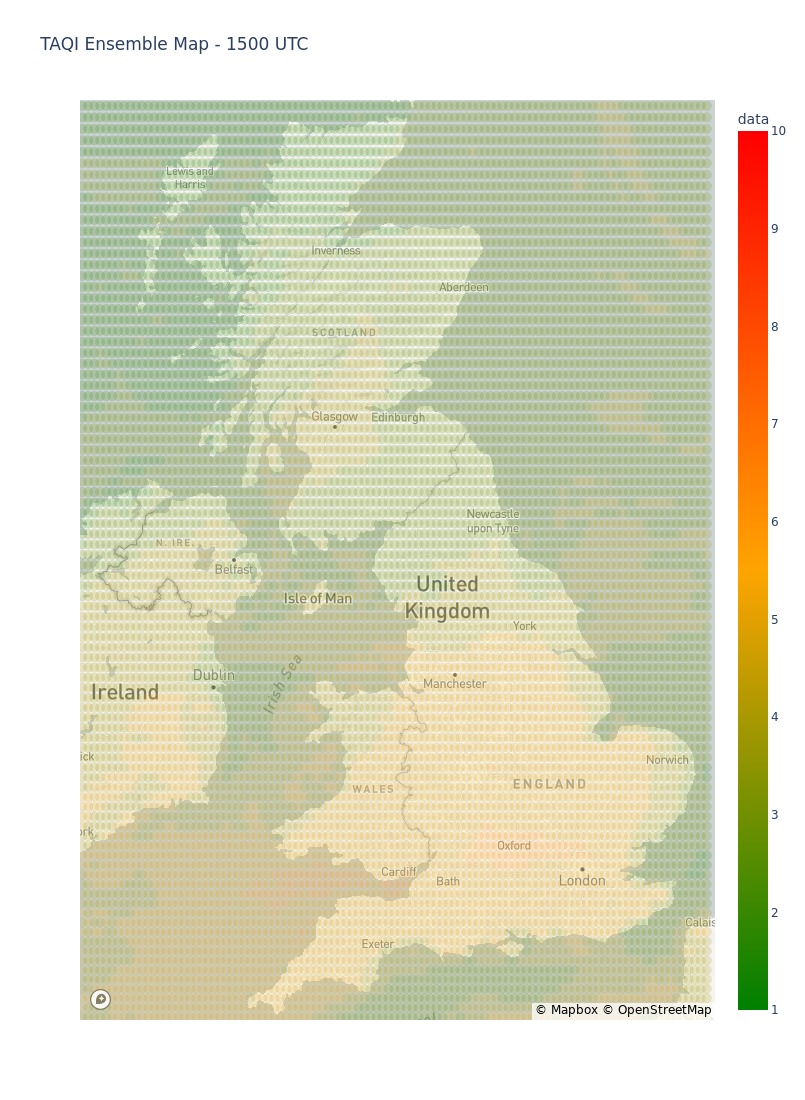 TAQI Ensemble Map - 1500 UTC
data
10
9
8
7
6
5
4
3
2
1
Lewis and
Harris
Inverness
Aberdeen
SCOTLAND
Glasgow
Edinburgh
Newcastle
upon Tyne
N. IRE.
Belfast
Isle of Man
United
Kingdom
York
Dublin
Irish Sea
Manchester
Ireland
ick
Norwich
WALES
ENGLAND
ork
Oxford
Cardiff
Bath
London
Calais
Exeter
© Mapbox © OpenStreetMap